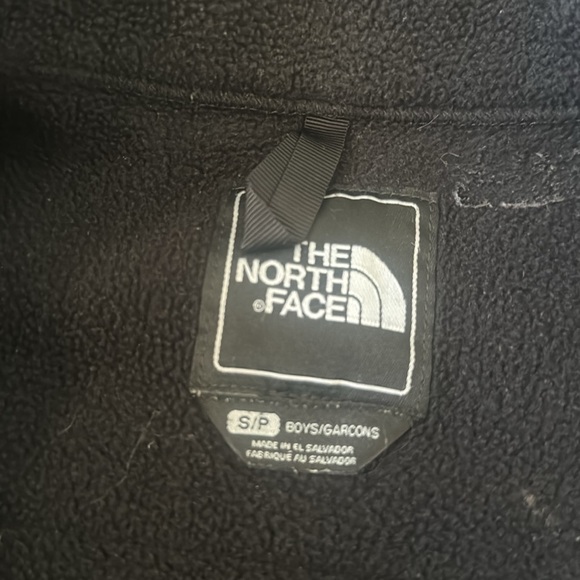 THE
NORTH
FACE
S/P BOYS/GARCONS
MADE IN EL SALVADOR
FABRIQUÉ AU SALVADOR